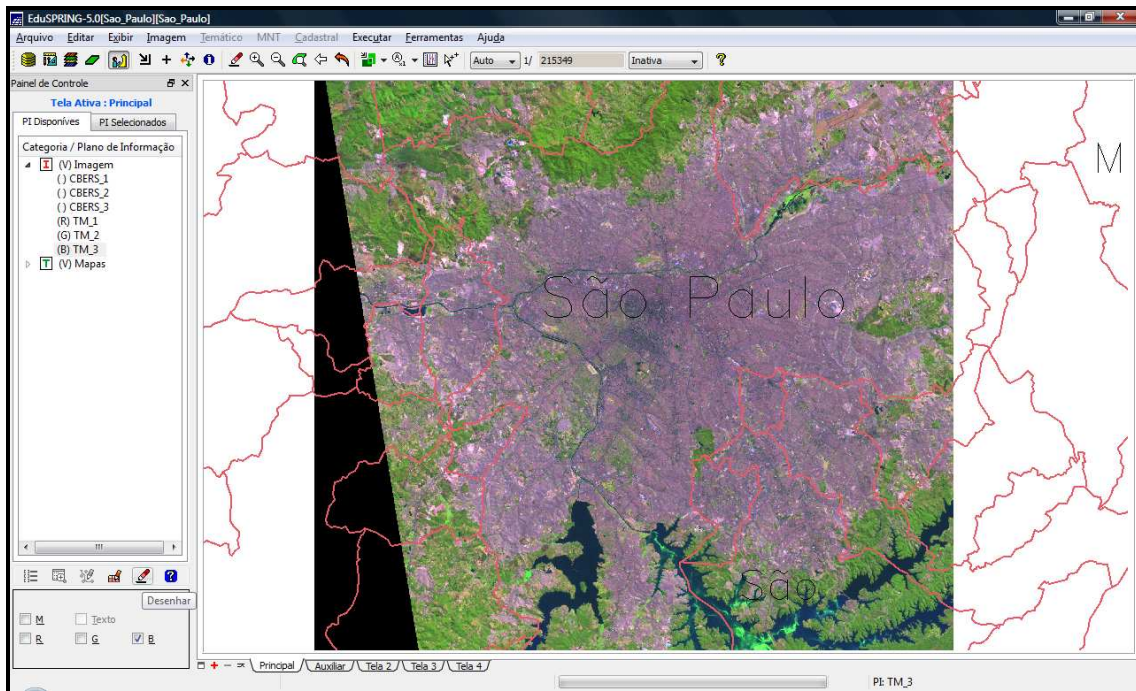 EduSPRING-5.0[Sao_Paulo][Sao_Paulo]
Arquivo Editar Exibir Imagem Temático MNT Cadastral Executar Ferramentas Ajuda
Auto 1/ 215349 Inativa
Painel de Controle
Tela Ativa : Principal
PI Disponíves PI Selecionados
Categoria / Plano de Informação
I (V) Imagem
( ) CBERS_1
( ) CBERS_2
( ) CBERS_3
(R) TM_1
(G) TM_2
(B) TM_3
T (V) Mapas
Desenhar
M Texto
R G B
M
São Paulo
São
Principal Auxiliar Tela 2 Tela 3 Tela 4
PI: TM_3